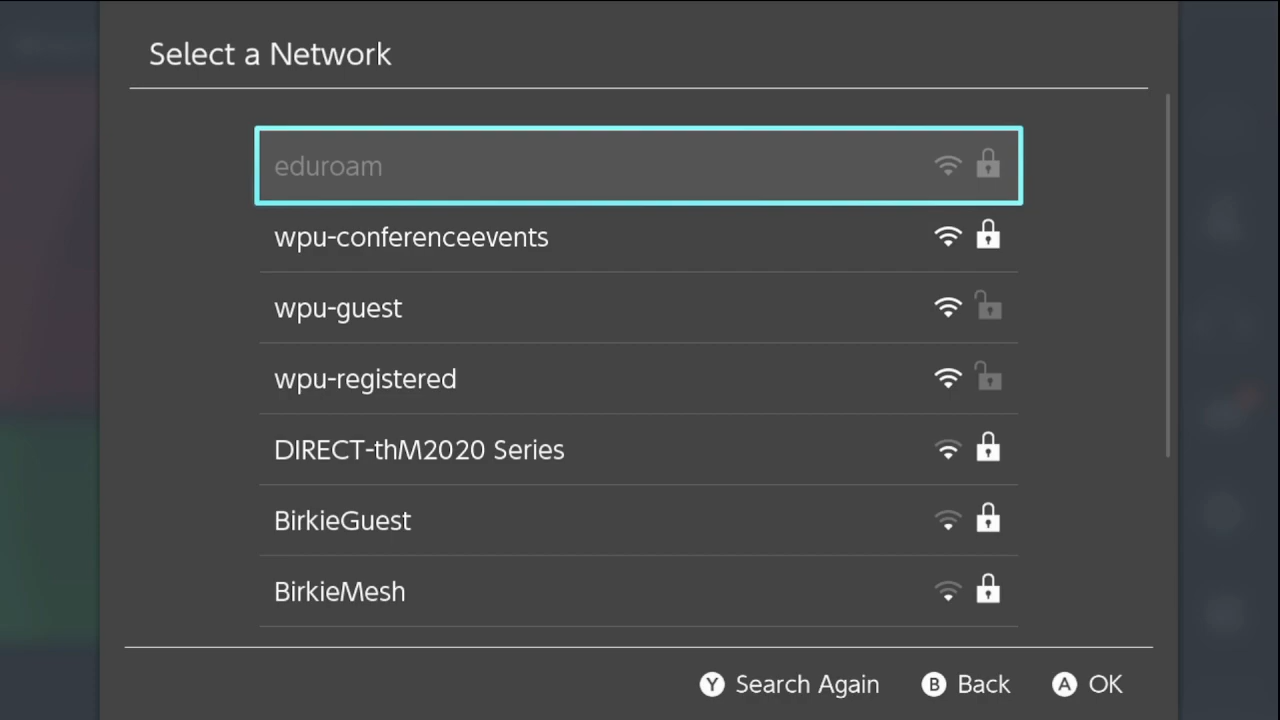 Select a Network
eduroam
wpu-conferenceevents
wpu-guest
wpu-registered
DIRECT-thM2020 Series
BirkieGuest
BirkieMesh
Y Search Again B Back A OK